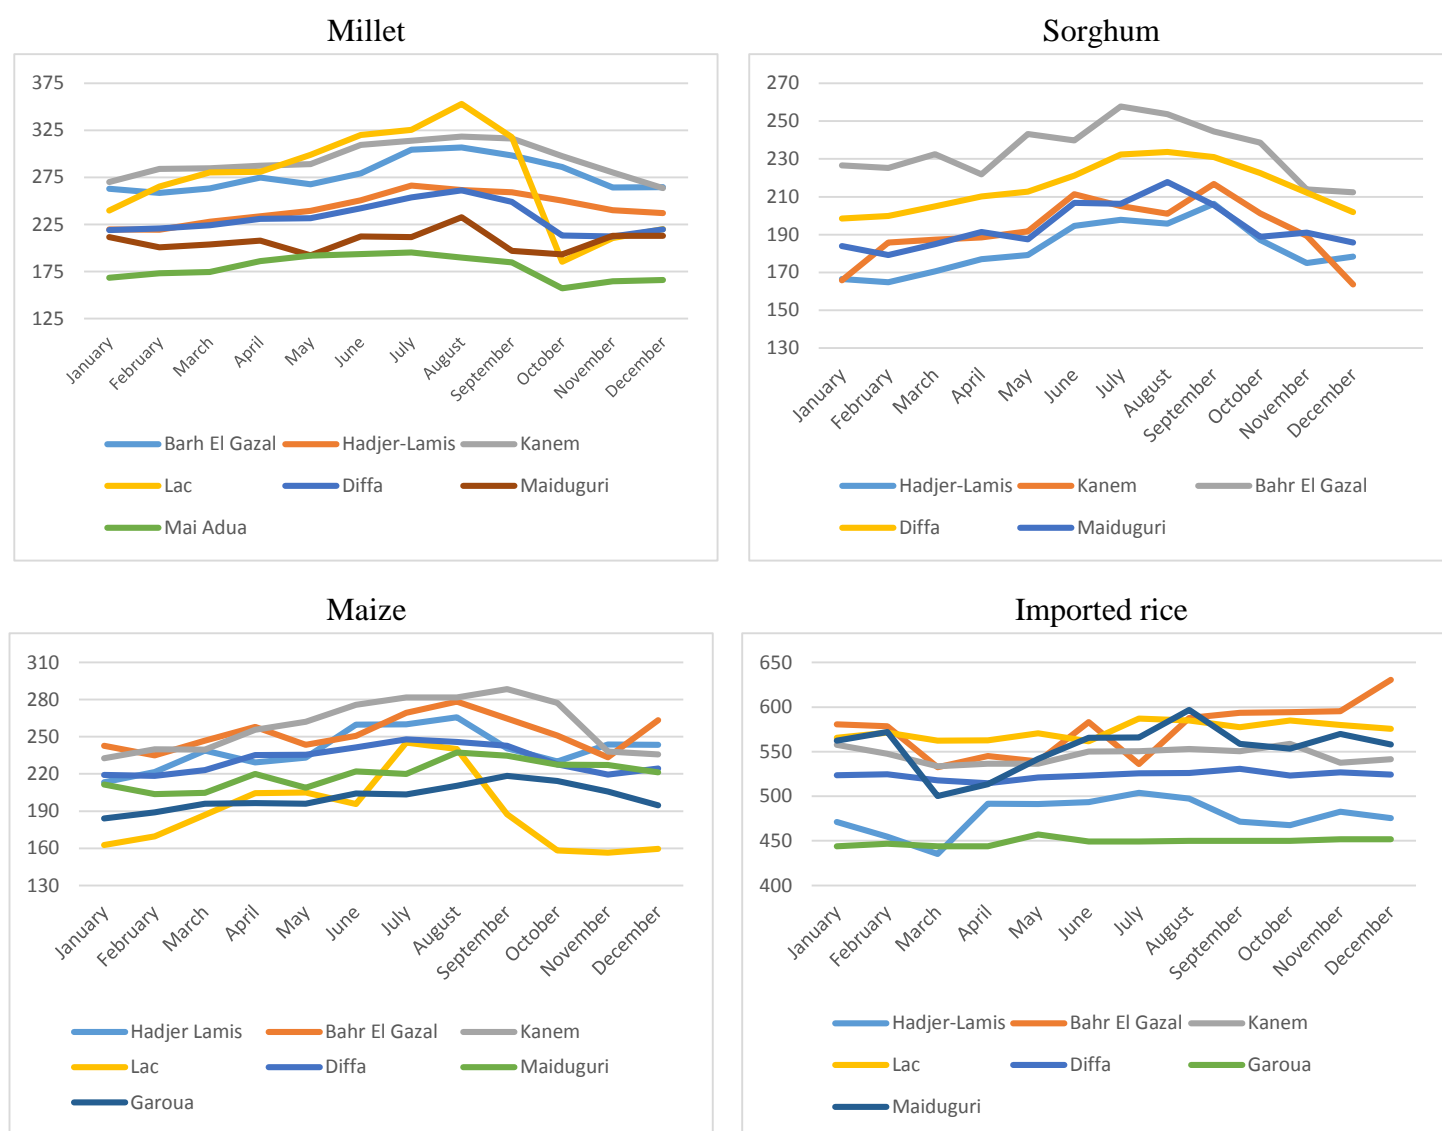 Millet
375
325
275
225
175
125
January
February
March
April
May
June
July
August
September
October
November
December
Barh El Gazal
Hadjer-Lamis
Kanem
Lac
Diffa
Maiduguri
Mai Adua
Sorghum
270
250
230
210
190
170
150
130
January
February
March
April
May
June
July
August
September
October
November
December
Hadjer-Lamis
Kanem
Bahr El Gazal
Diffa
Maiduguri
Maize
310
280
250
220
190
160
130
January
February
March
April
May
June
July
August
September
October
November
December
Hadjer Lamis
Bahr El Gazal
Kanem
Lac
Diffa
Maiduguri
Garoua
Imported rice
650
600
550
500
450
400
January
February
March
April
May
June
July
August
September
October
November
December
Hadjer-Lamis
Bahr El Gazal
Kanem
Lac
Diffa
Garoua
Maiduguri